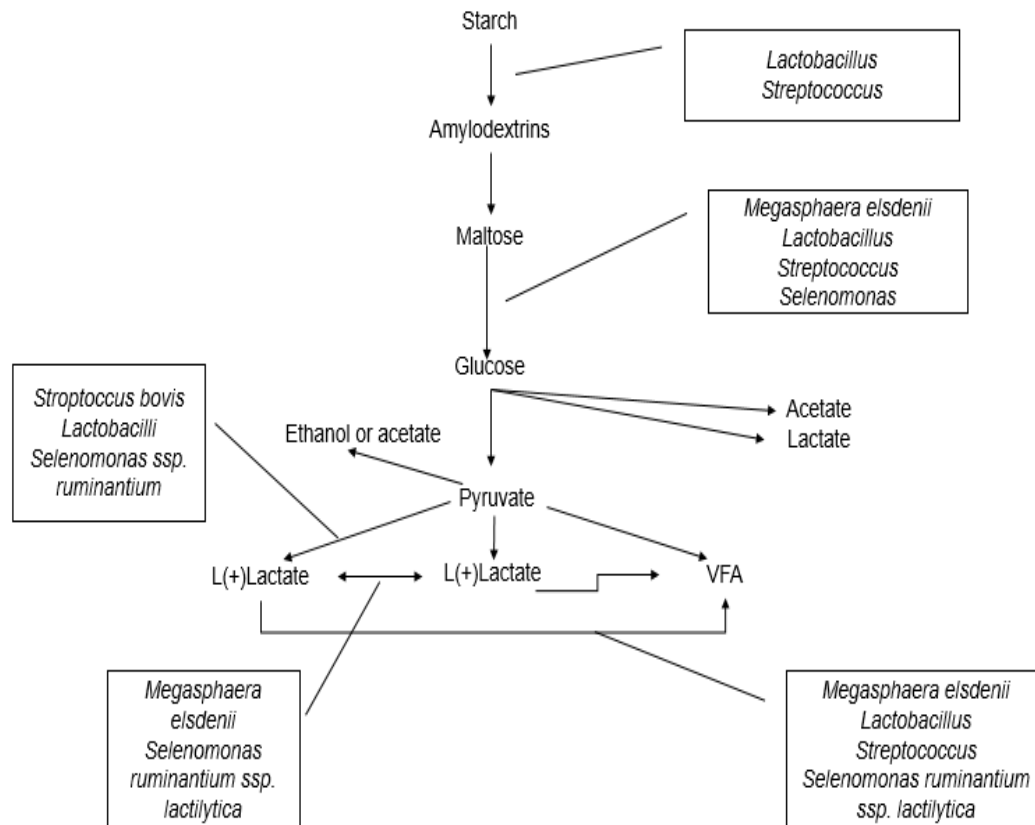 Starch
Lactobacillus
Streptococcus
Amylodextrins
Megasphaera elsdenii
Lactobacillus
Streptococcus
Selenomonas
Maltose
Glucose
Acetate
Lactate
Stroptoccus bovis
Lactobacilli
Selenomonas ssp.
ruminantium
Ethanol or acetate
Pyruvate
L(+)Lactate
L(+)Lactate
VFA
Megasphaera
elsdenii
Selenomonas
ruminantium ssp.
lactilytica
Megasphaera elsdenii
Lactobacillus
Streptococcus
Selenomonas ruminantium
ssp. lactilytica